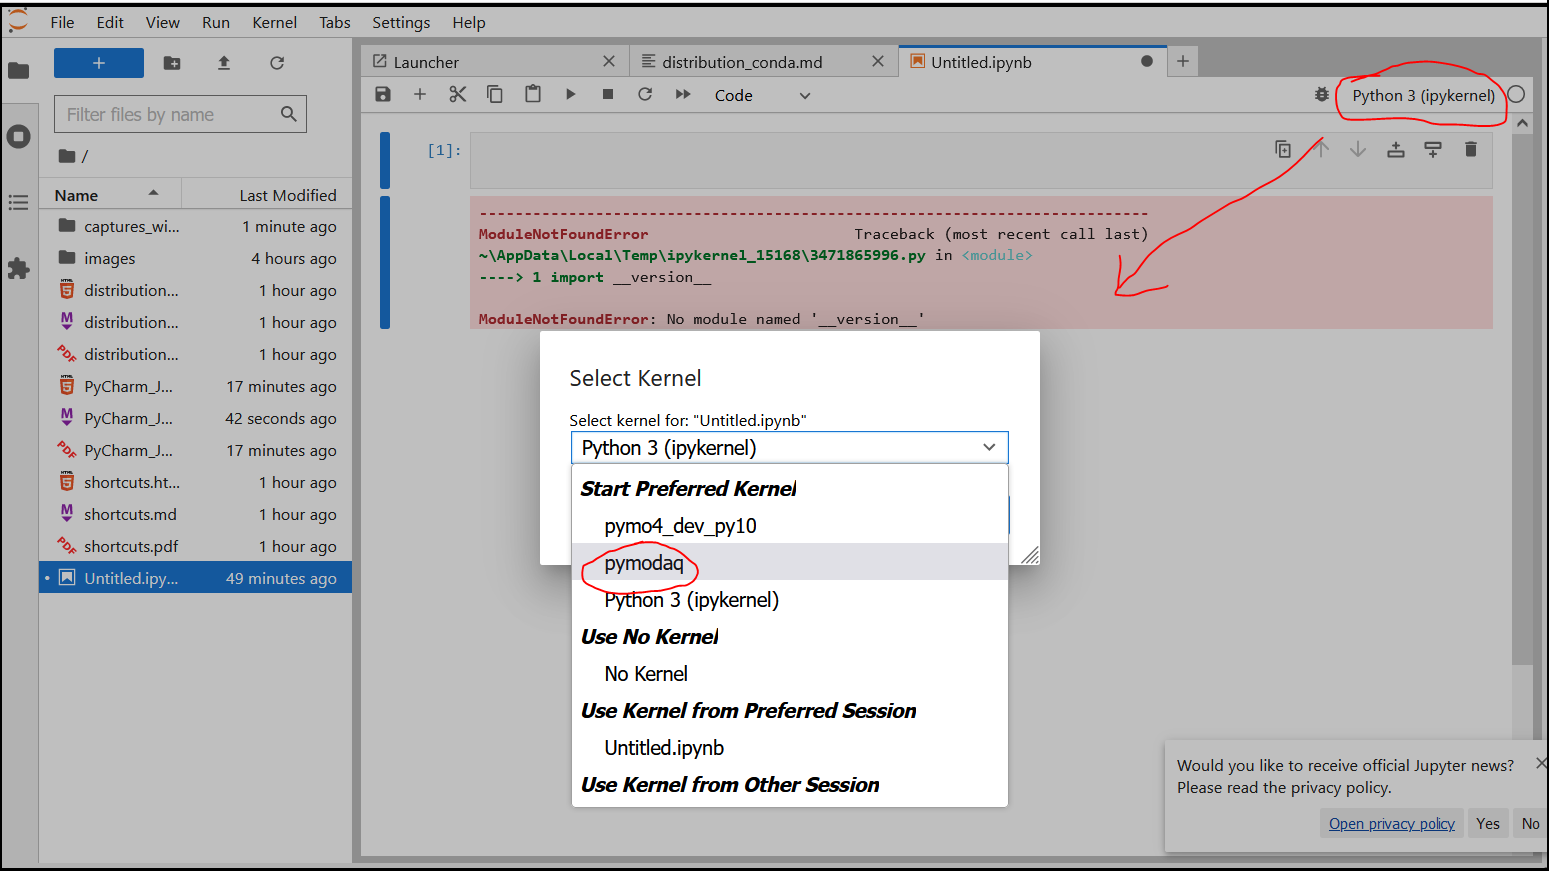 File Edit View Run Kernel Tabs Settings Help
Launcher
distribution_conda.md
Untitled.ipynb
Code
Python 3 (ipykernel)
Filter files by name
/
Name Last Modified
captures_wi... 1 minute ago
images 4 hours ago
distribution... 1 hour ago
distribution... 1 hour ago
distribution... 1 hour ago
PyCharm_J... 17 minutes ago
PyCharm_J... 42 seconds ago
PyCharm_J... 17 minutes ago
shortcuts.ht... 1 hour ago
shortcuts.md 1 hour ago
shortcuts.pdf 1 hour ago
Untitled.ipy... 49 minutes ago
[1]:
---------------------------------------------------------------------------
ModuleNotFoundError Traceback (most recent call last)
~\AppData\Local\Temp\ipykernel_15168\3471865996.py in <module>
----> 1 import __version__
ModuleNotFoundError: No module named '__version__'
Select Kernel
Select kernel for: "Untitled.ipynb"
Python 3 (ipykernel)
Start Preferred Kernel
pymo4_dev_py10
pymodaq
Python 3 (ipykernel)
Use No Kernel
No Kernel
Use Kernel from Preferred Session
Untitled.ipynb
Use Kernel from Other Session
Would you like to receive official Jupyter news?
Please read the privacy policy.
Open privacy policy Yes No